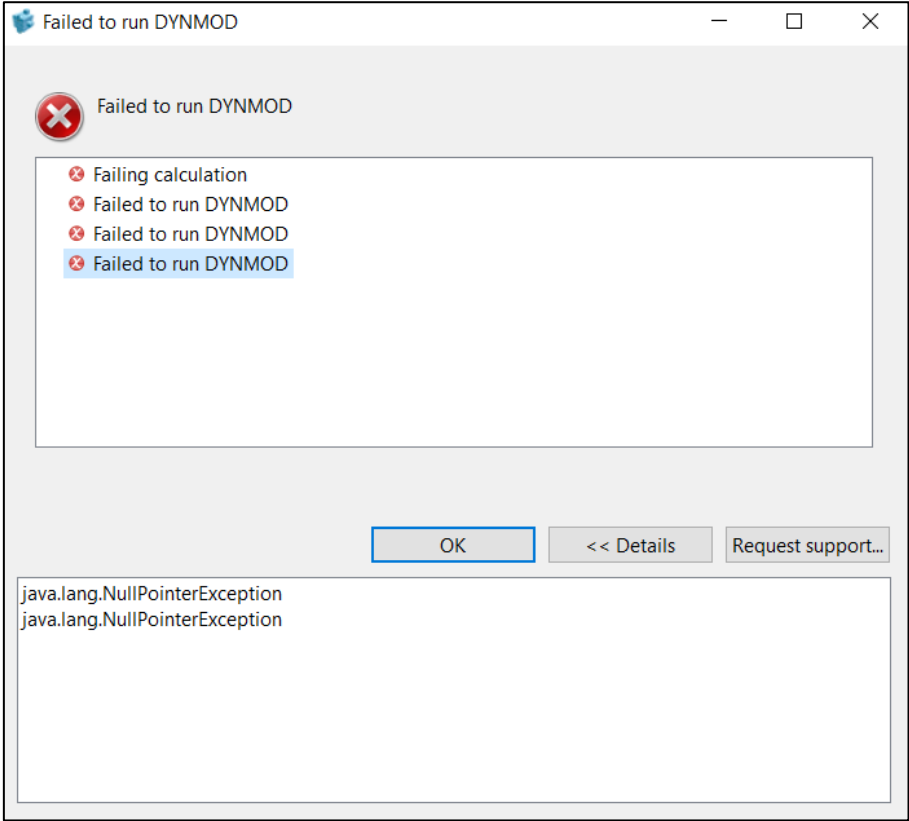 Failed to run DYNMOD
Failed to run DYNMOD
Failing calculation
Failed to run DYNMOD
Failed to run DYNMOD
Failed to run DYNMOD
OK
<< Details
Request support...
java.lang.NullPointerException
java.lang.NullPointerException